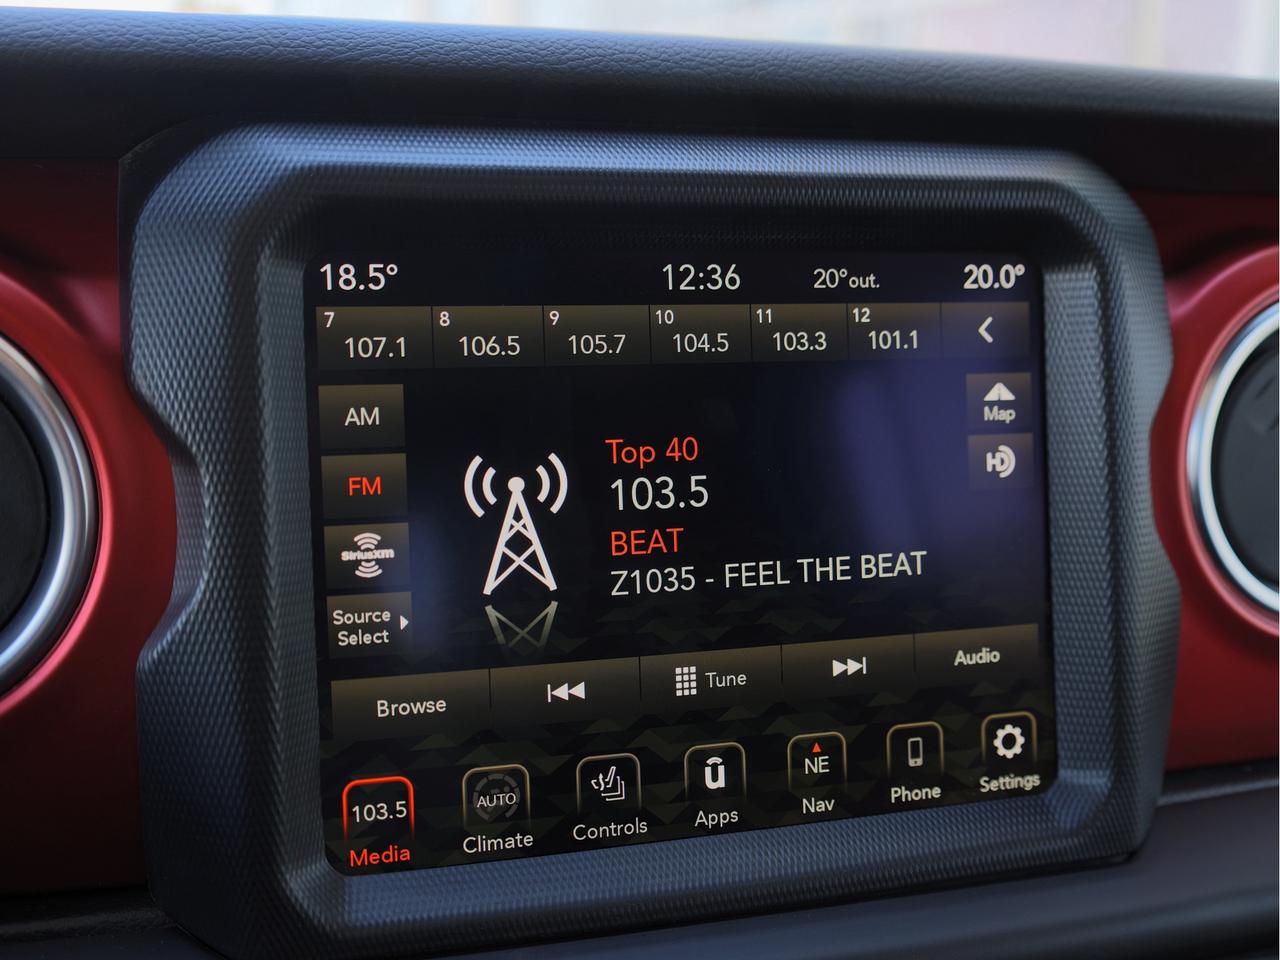 18.5° 12:36 20°out. 20.0°
7 8 9 10 11 12
107.1 106.5 105.7 104.5 103.3 101.1
AM
Map
FM
HD
Top 40
103.5
BEAT
Z1035 - FEEL THE BEAT
SiriusXm
Source
Select
Browse Tune Audio
103.5 AUTO û NE
Media Climate Controls Apps Nav Phone Settings